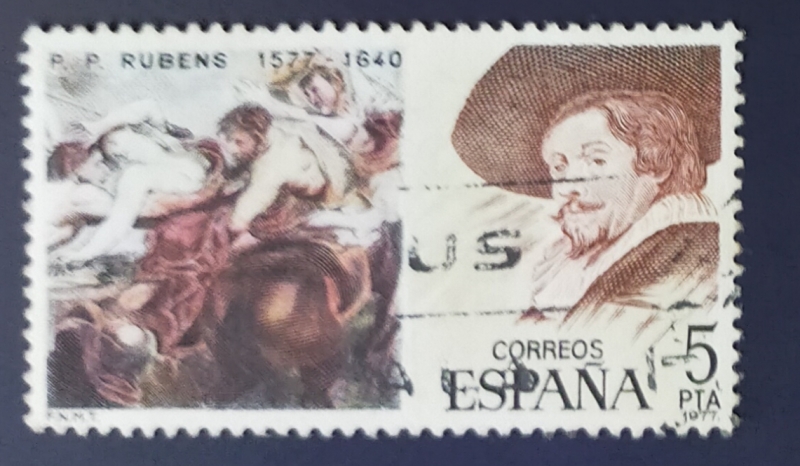 P. P. RUBENS 1577-1640
US
CORREOS
ESPAÑA
5
PTA
1977
F.N.M.T.